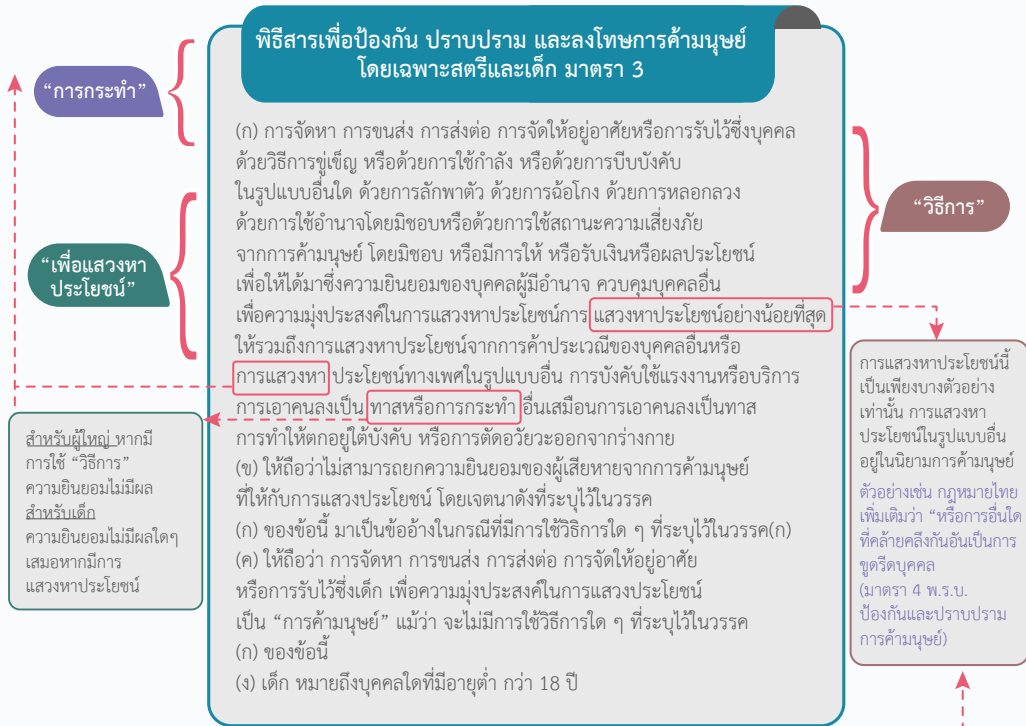 พิธีสารเพื่อป้องกัน ปราบปราม และลงโทษการค้ามนุษย์
โดยเฉพาะสตรีและเด็ก มาตรา 3
“การกระทำ”
“เพื่อแสวงหา
ประโยชน์”
“วิธีการ”
(ก) การจัดหา การขนส่ง การส่งต่อ การจัดให้อยู่อาศัยหรือการรับไว้ซึ่งบุคคล
ด้วยวิธีการขู่เข็ญ หรือด้วยการใช้กำลัง หรือด้วยการบีบบังคับ
ในรูปแบบอื่นใด ด้วยการลักพาตัว ด้วยการฉ้อโกง ด้วยการหลอกลวง
ด้วยการใช้อำนาจโดยมิชอบหรือด้วยการใช้สถานะความเสี่ยงภัย
จากการค้ามนุษย์ โดยมิชอบ หรือมีการให้ หรือรับเงินหรือผลประโยชน์
เพื่อให้ได้มาซึ่งความยินยอมของบุคคลผู้มีอำนาจ ควบคุมบุคคลอื่น
เพื่อความมุ่งประสงค์ในการแสวงหาประโยชน์การ แสวงหาประโยชน์อย่างน้อยที่สุด
ให้รวมถึงการแสวงหาประโยชน์จากการค้าประเวณีของบุคคลอื่นหรือ
การแสวงหา ประโยชน์ทางเพศในรูปแบบอื่น การบังคับใช้แรงงานหรือบริการ
การเอาคนลงเป็น ทาสหรือการกระทำ อื่นเสมือนการเอาคนลงเป็นทาส
การทำให้ตกอยู่ใต้บังคับ หรือการตัดอวัยวะออกจากร่างกาย
(ข) ให้ถือว่าไม่สามารถยกความยินยอมของผู้เสียหายจากการค้ามนุษย์
ที่ให้กับการแสวงประโยชน์ โดยเจตนาดังที่ระบุไว้ในวรรค
(ก) ของข้อนี้ มาเป็นข้ออ้างในกรณีที่มีการใช้วิธีการใด ๆ ที่ระบุไว้ในวรรค(ก)
(ค) ให้ถือว่า การจัดหา การขนส่ง การส่งต่อ การจัดให้อยู่อาศัย
หรือการรับไว้ซึ่งเด็ก เพื่อความมุ่งประสงค์ในการแสวงประโยชน์
เป็น “การค้ามนุษย์” แม้ว่า จะไม่มีการใช้วิธีการใด ๆ ที่ระบุไว้ในวรรค
(ก) ของข้อนี้
(ง) เด็ก หมายถึงบุคคลใดที่มีอายุต่ำ กว่า 18 ปี
สำหรับผู้ใหญ่ หากมี
การใช้ “วิธีการ”
ความยินยอมไม่มีผล
สำหรับเด็ก
ความยินยอมไม่มีผลใดๆ
เสมอหากมีการ
แสวงหาประโยชน์
การแสวงหาประโยชน์นี้
เป็นเพียงบางตัวอย่าง
เท่านั้น การแสวงหา
ประโยชน์ในรูปแบบอื่น
อยู่ในนิยามการค้ามนุษย์
ตัวอย่างเช่น กฎหมายไทย
เพิ่มเติมว่า “หรือการอื่นใด
ที่คล้ายคลึงกันอันเป็นการ
ขูดรีดบุคคล
(มาตรา 4 พ.ร.บ.
ป้องกันและปราบปราม
การค้ามนุษย์)